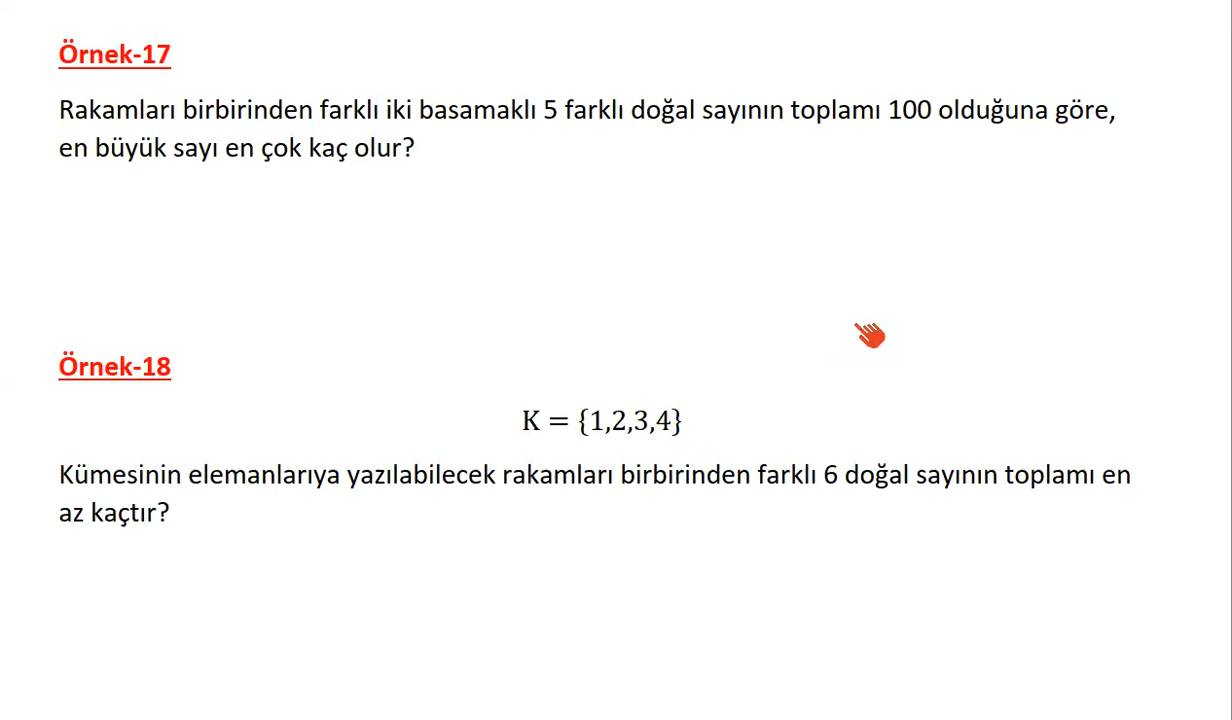 Örnek-17
Rakamları birbirinden farklı iki basamaklı 5 farklı doğal sayının toplamı 100 olduğuna göre,
en büyük sayı en çok kaç olur?
Örnek-18
K = {1,2,3,4}
Kümesinin elemanlarıya yazılabilecek rakamları birbirinden farklı 6 doğal sayının toplamı en
az kaçtır?